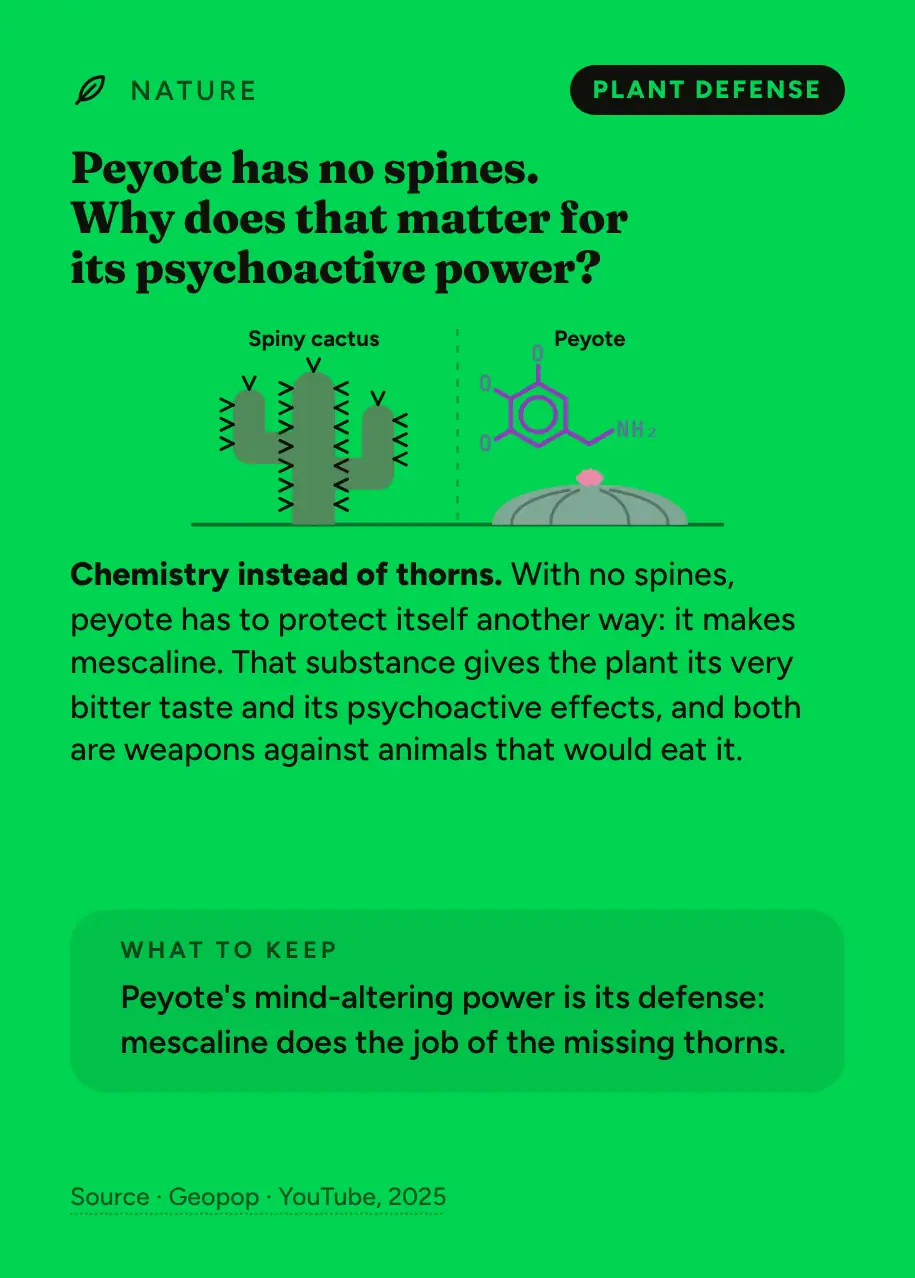 NATURE
PLANT DEFENSE
Peyote has no spines.
Why does that matter for
its psychoactive power?
Spiny cactus
Peyote
O
O
O
NH₂
Chemistry instead of thorns. With no spines,
peyote has to protect itself another way: it makes
mescaline. That substance gives the plant its very
bitter taste and its psychoactive effects, and both
are weapons against animals that would eat it.
WHAT TO KEEP
Peyote's mind-altering power is its defense:
mescaline does the job of the missing thorns.
Source · Geopop · YouTube, 2025